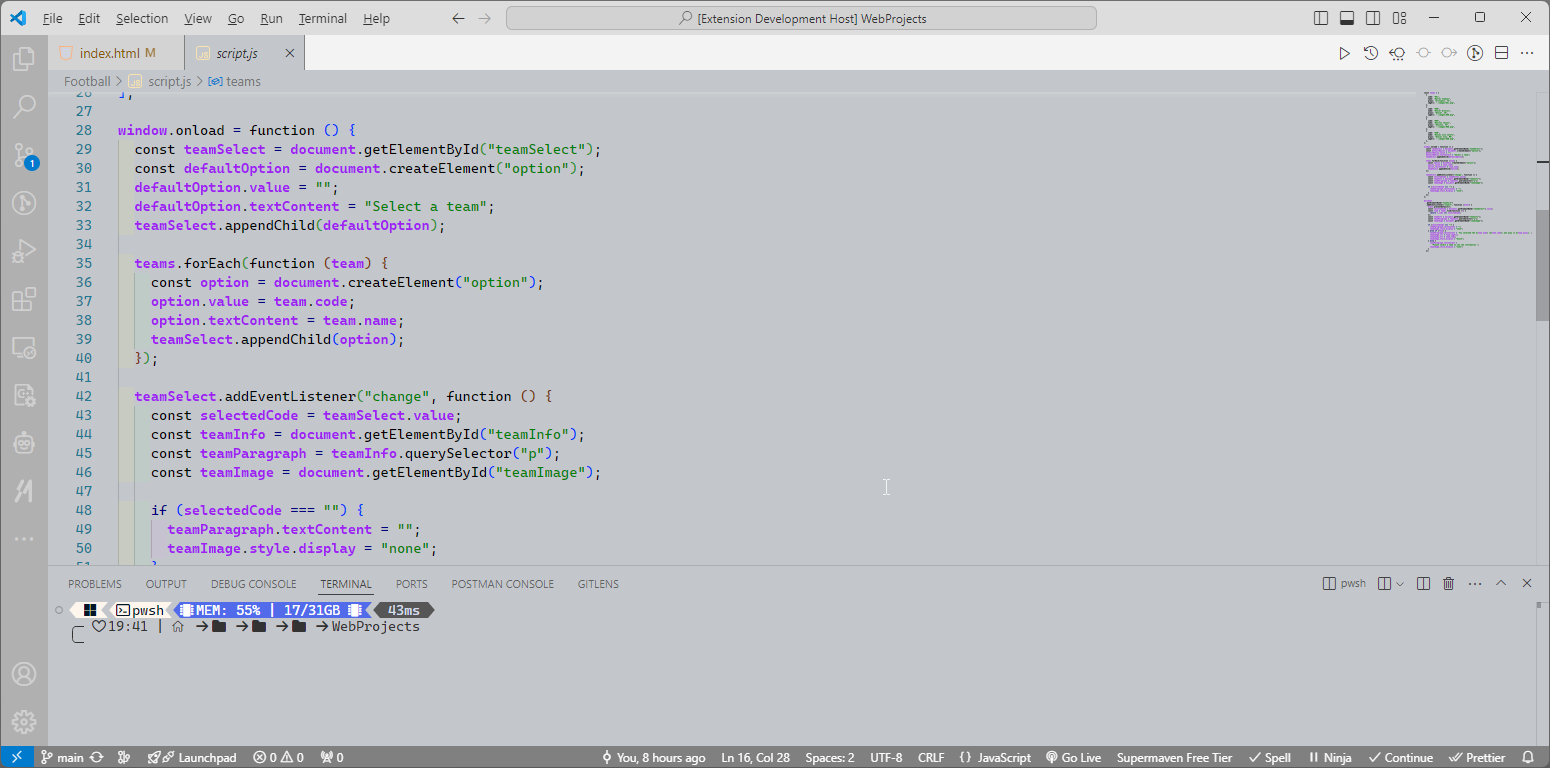 File Edit Selection View Go Run Terminal Help
[Extension Development Host] WebProjects
index.html M script.js
Football > script.js > teams
26 ];
27
28 window.onload = function () {
29 const teamSelect = document.getElementById("teamSelect");
30 const defaultOption = document.createElement("option");
31 defaultOption.value = "";
32 defaultOption.textContent = "Select a team";
33 teamSelect.appendChild(defaultOption);
34
35 teams.forEach(function (team) {
36 const option = document.createElement("option");
37 option.value = team.code;
38 option.textContent = team.name;
39 teamSelect.appendChild(option);
40 });
41
42 teamSelect.addEventListener("change", function () {
43 const selectedCode = teamSelect.value;
44 const teamInfo = document.getElementById("teamInfo");
45 const teamParagraph = teamInfo.querySelector("p");
46 const teamImage = document.getElementById("teamImage");
47
48 if (selectedCode === "") {
49 teamParagraph.textContent = "";
50 teamImage.style.display = "none";
1
PROBLEMS OUTPUT DEBUG CONSOLE TERMINAL PORTS POSTMAN CONSOLE GITLENS
pwsh
pwsh MEM: 55% | 17/31GB 43ms
19:41 | WebProjects
main Launchpad 0 0 0 You, 8 hours ago Ln 16, Col 28 Spaces: 2 UTF-8 CRLF {} JavaScript Go Live Supermaven Free Tier Spell Ninja Continue Prettier